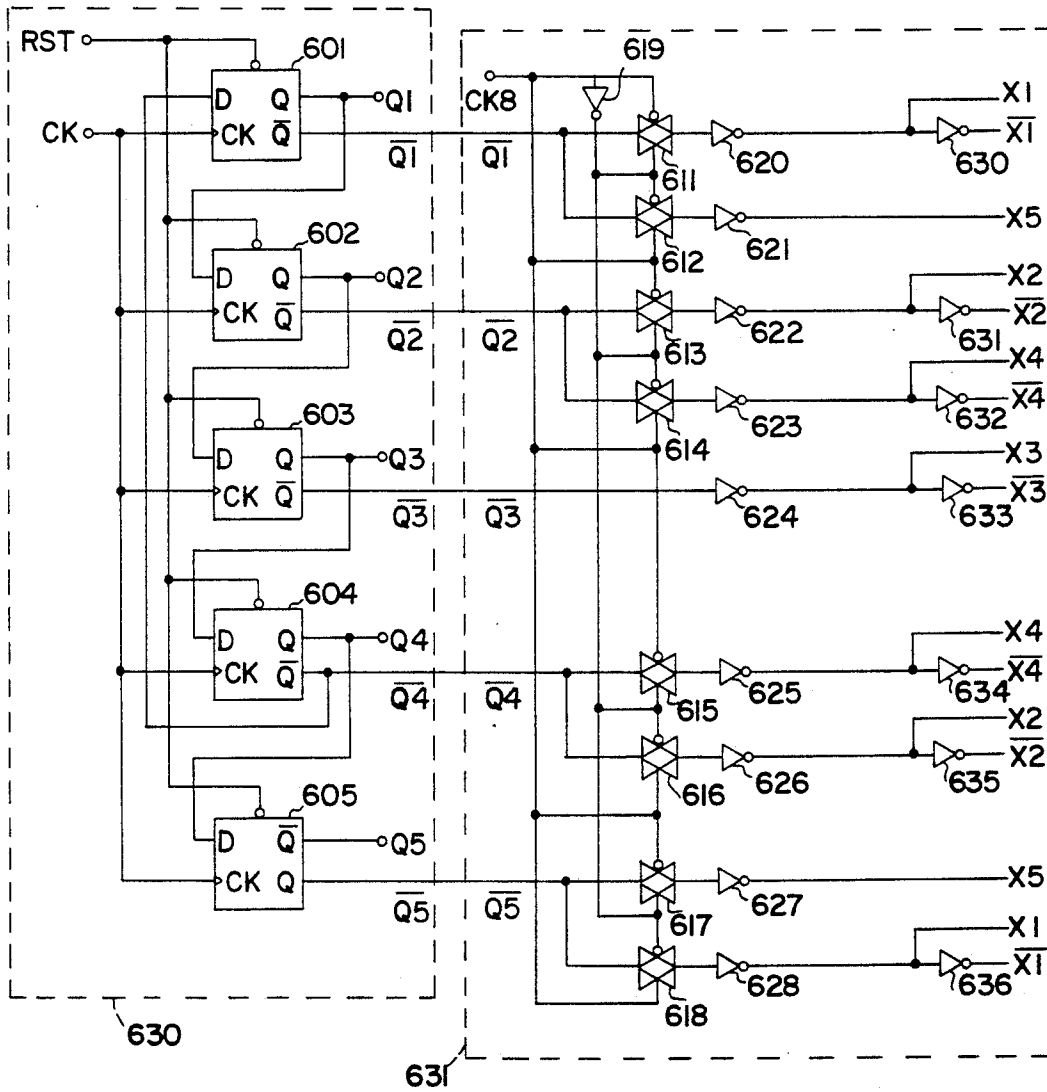 RST
CK
601
D Q
CK Q̅
Q1
Q̅1̅
602
D Q
CK Q̅
Q2
Q̅2̅
603
D Q
CK Q̅
Q3
Q̅3̅
604
D Q
CK Q̅
Q4
Q̅4̅
605
D Q̅
CK Q
Q5
Q̅5̅
630
CK8
619
Q̅1̅
611
620
X1
630
X̅1̅
612
621
X5
Q̅2̅
613
622
X2
631
X̅2̅
614
623
X4
632
X̅4̅
Q̅3̅
624
X3
633
X̅3̅
Q̅4̅
615
625
X4
634
X̅4̅
616
626
X2
635
X̅2̅
Q̅5̅
617
627
X5
618
628
X1
636
X̅1̅
631